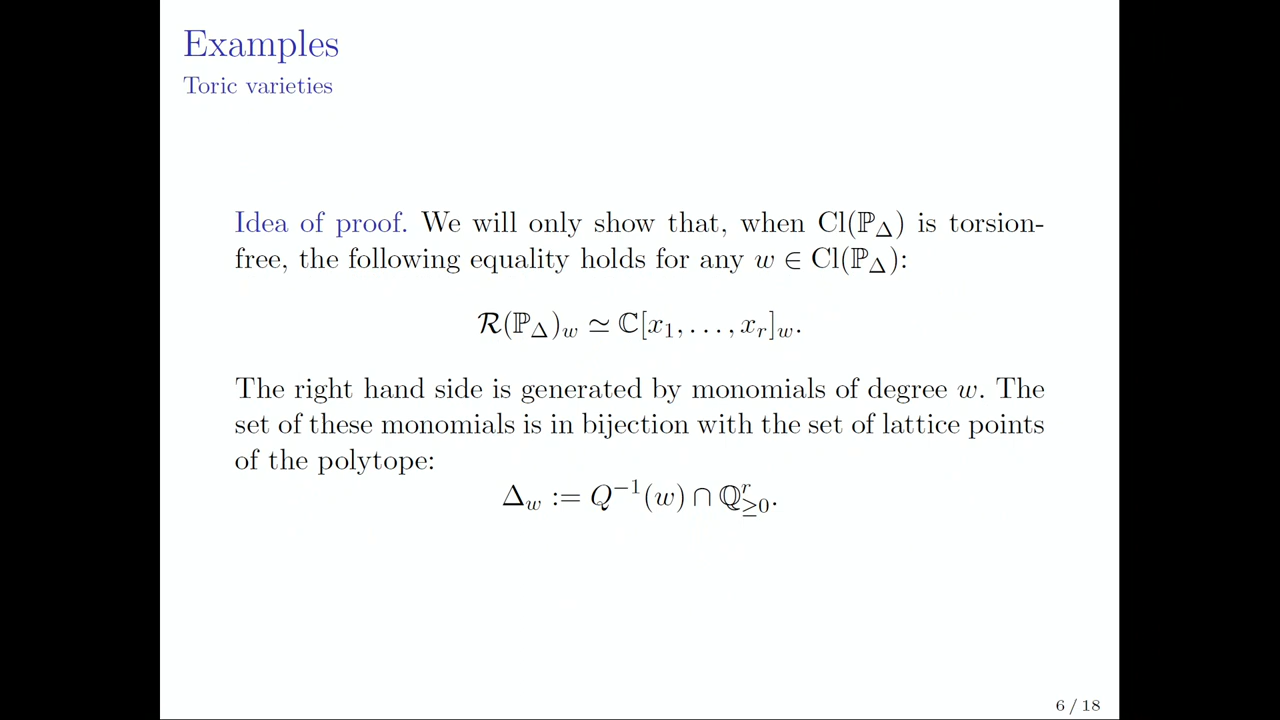 Examples
Toric varieties
Idea of proof. We will only show that, when Cl(ℙ_Δ) is torsion-
free, the following equality holds for any w ∈ Cl(ℙ_Δ):
ℛ(ℙ_Δ)_w ≃ ℂ[x_1, . . . , x_r]_w.
The right hand side is generated by monomials of degree w. The
set of these monomials is in bijection with the set of lattice points
of the polytope:
Δ_w := Q^{-1}(w) ∩ ℚ^r_{≥0}.
6 / 18